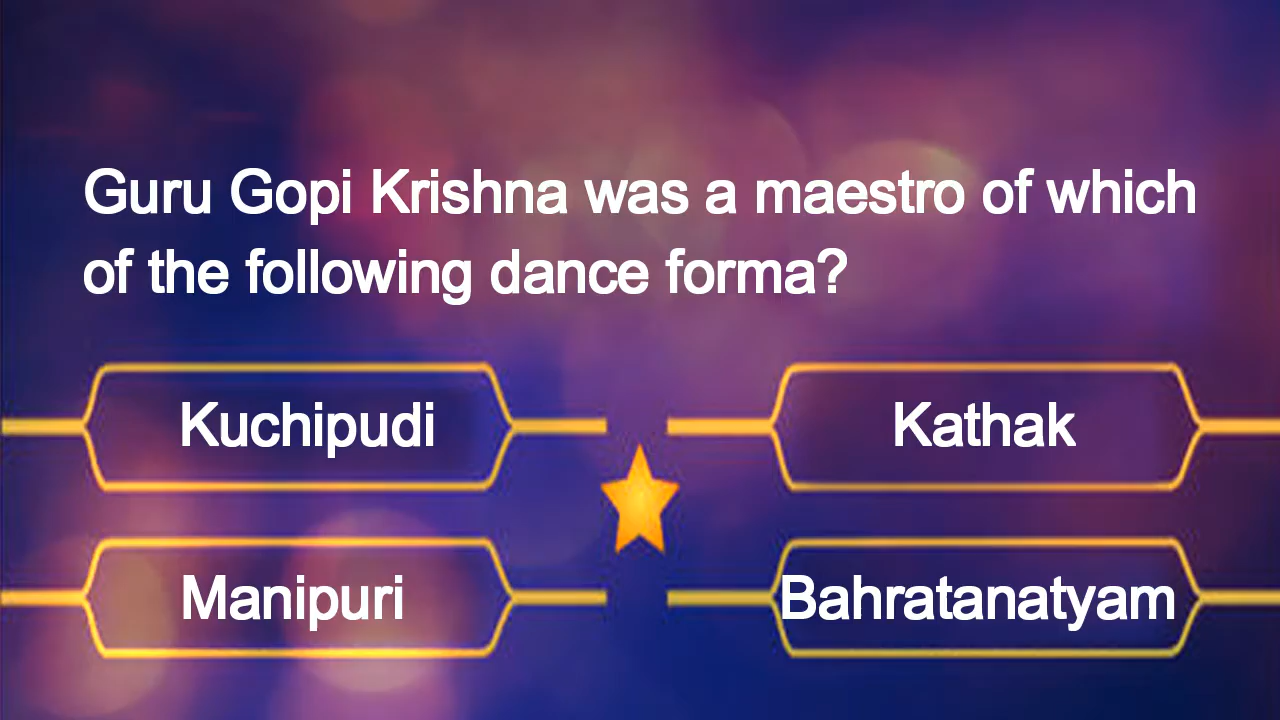 Guru Gopi Krishna was a maestro of which
of the following dance forma?
Kuchipudi
Kathak
Manipuri
Bahratanatyam